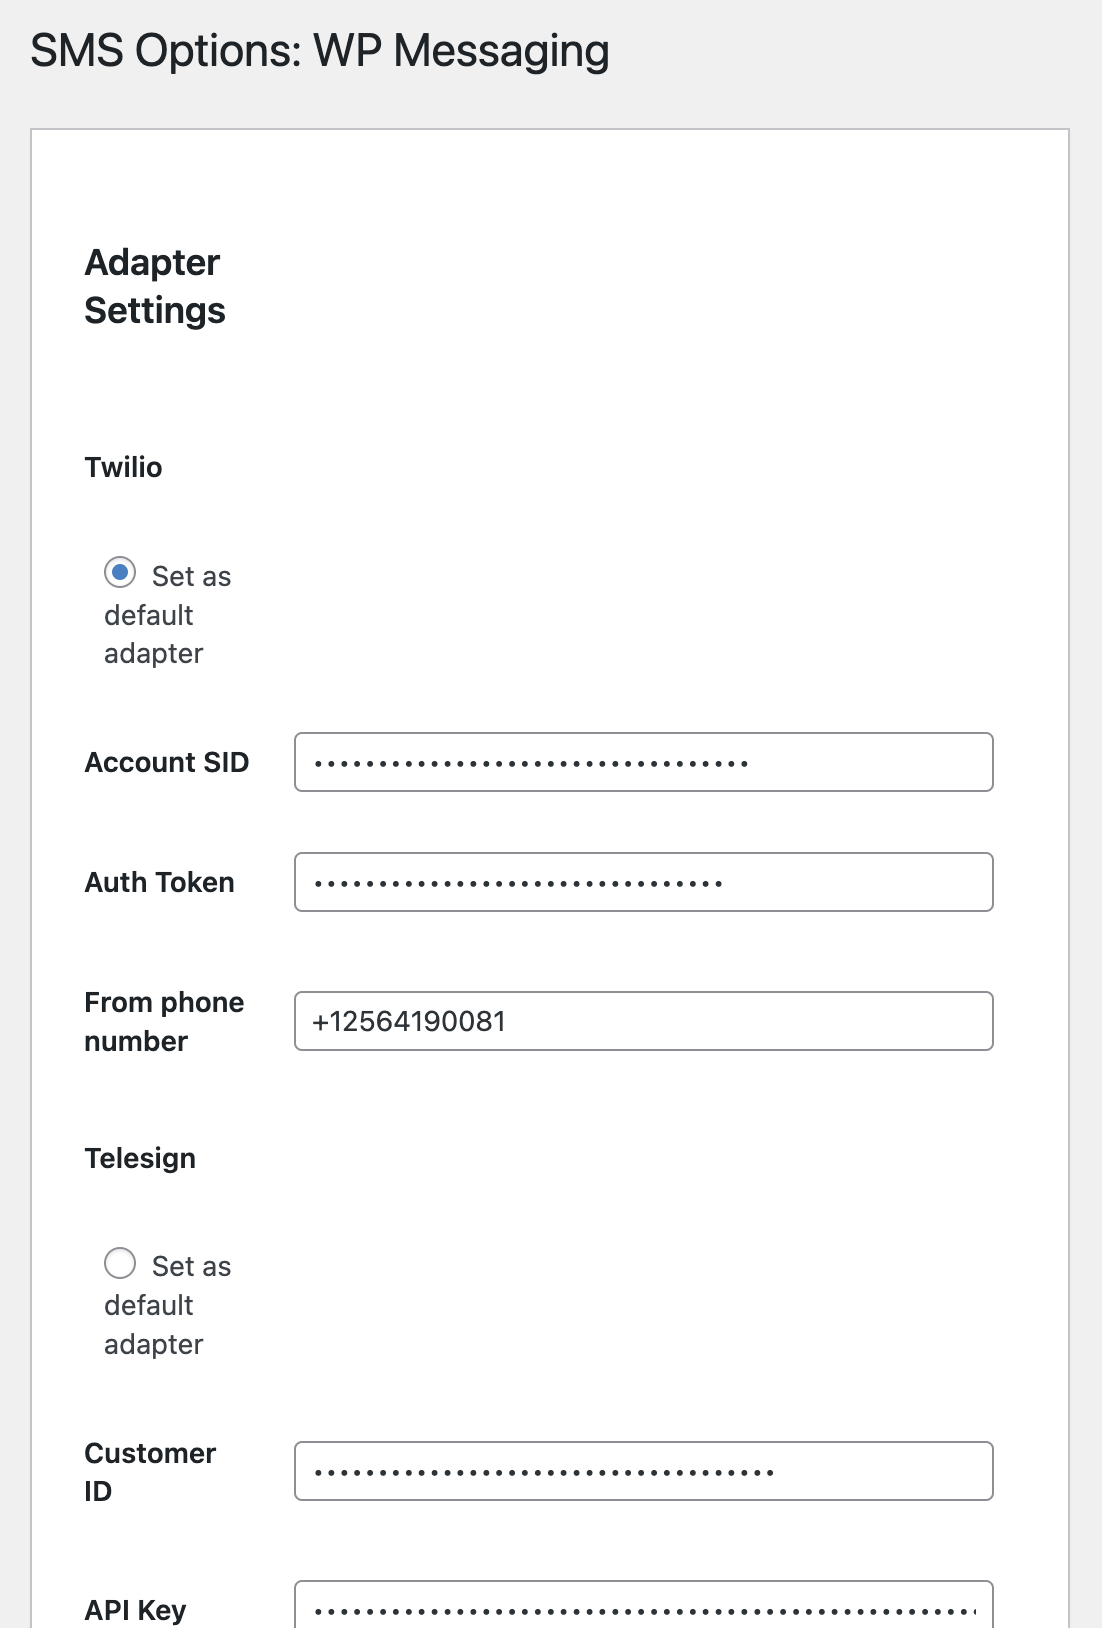 SMS Options: WP Messaging
Adapter
Settings
Twilio
Set as
default
adapter
Account SID
••••••••••••••••••••••••••••••••••
Auth Token
••••••••••••••••••••••••••••••••
From phone
number
+12564190081
Telesign
Set as
default
adapter
Customer
ID
••••••••••••••••••••••••••••••••••••
API Key
••••••••••••••••••••••••••••••••••••••••••••••••••••